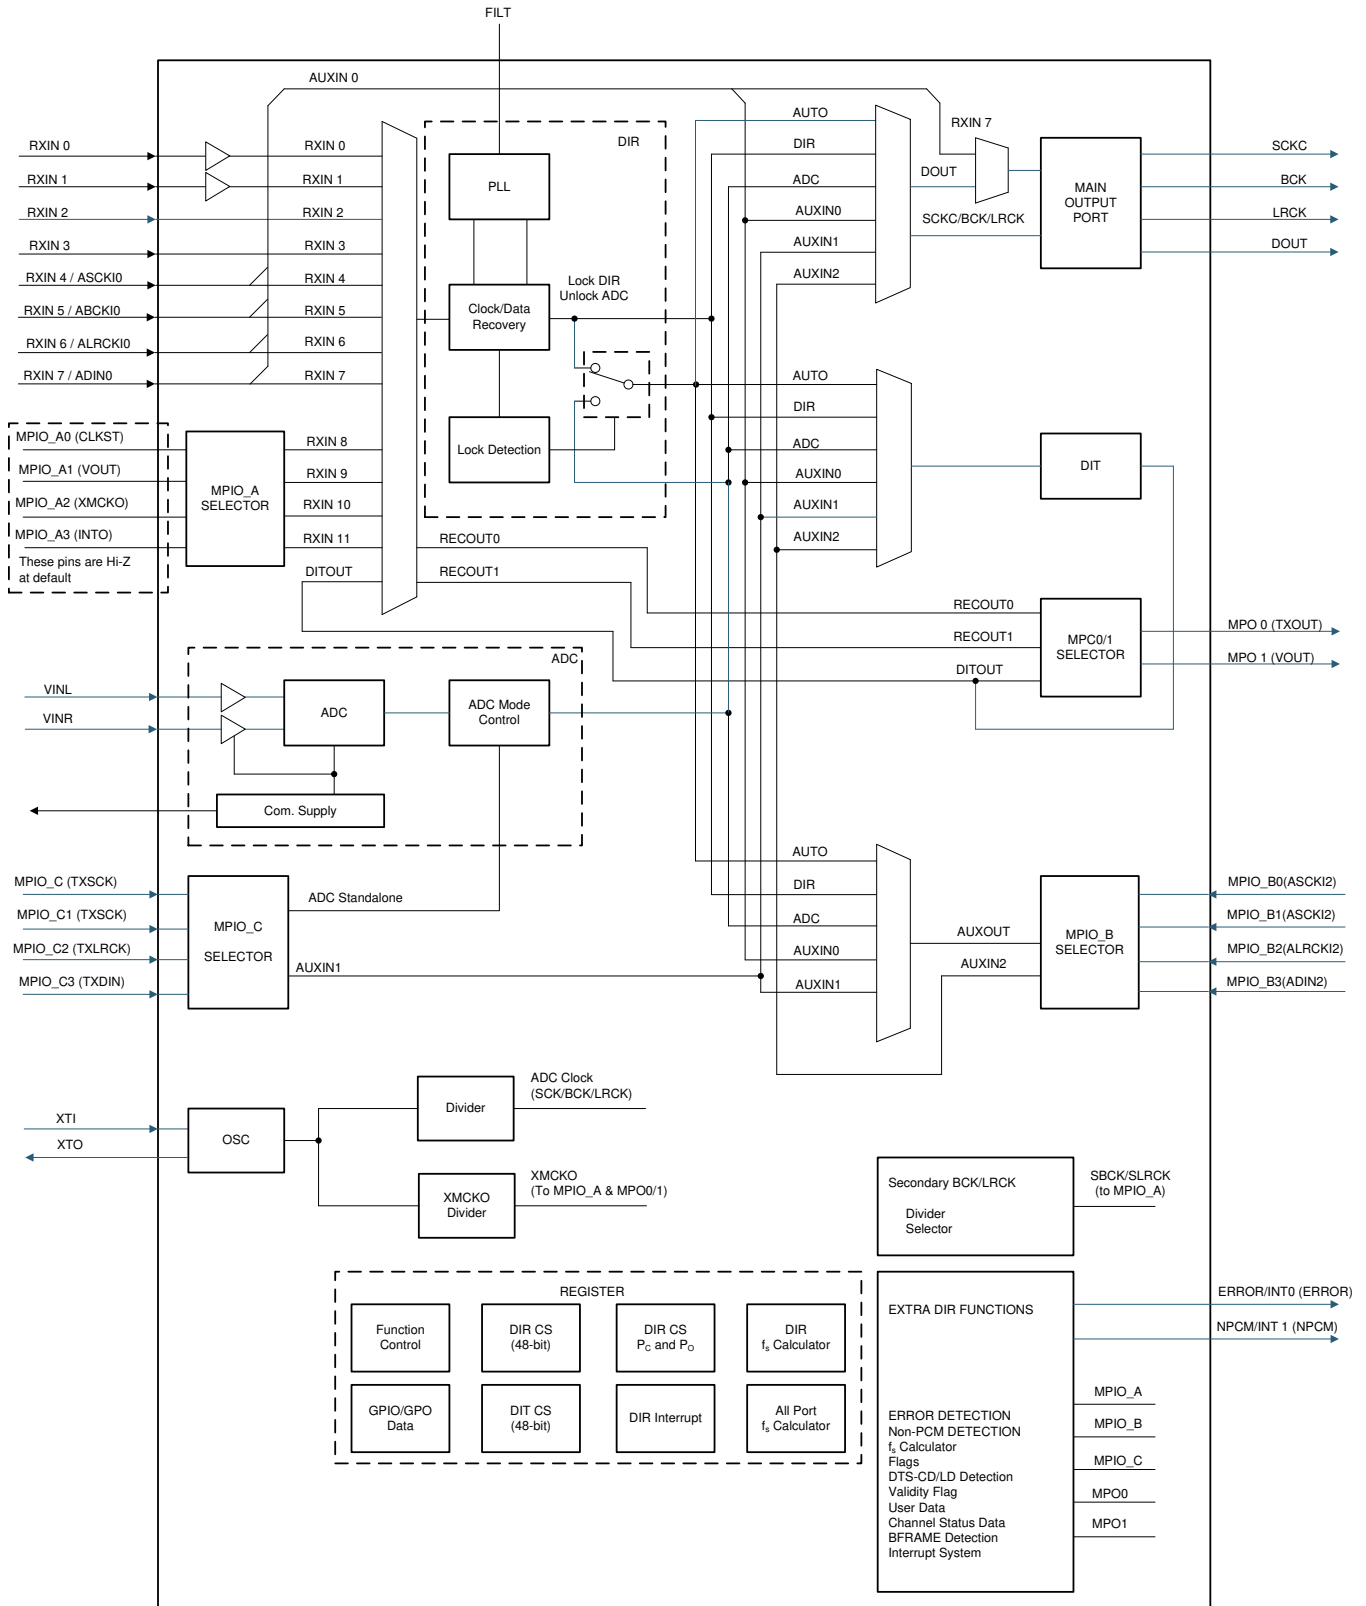 FILT
AUXIN 0
RXIN 0
RXIN 1
RXIN 2
RXIN 3
RXIN 4 / ASCKI0
RXIN 5 / ABCKI0
RXIN 6 / ALRCKI0
RXIN 7 / ADIN0
RXIN 0
RXIN 1
RXIN 2
RXIN 3
RXIN 4
RXIN 5
RXIN 6
RXIN 7
MPIO_A0 (CLKST)
MPIO_A1 (VOUT)
MPIO_A2 (XMCKO)
MPIO_A3 (INTO)
These pins are Hi-Z
at default
MPIO_A
SELECTOR
RXIN 8
RXIN 9
RXIN 10
RXIN 11
DITOUT
DIR
PLL
Clock/Data
Recovery
Lock DIR
Unlock ADC
Lock Detection
RECOUT0
RECOUT1
AUTO
DIR
ADC
AUXIN0
AUXIN1
AUXIN2
RXIN 7
DOUT
SCKC/BCK/LRCK
MAIN
OUTPUT
PORT
SCKC
BCK
LRCK
DOUT
AUTO
DIR
ADC
AUXIN0
AUXIN1
AUXIN2
DIT
RECOUT0
RECOUT1
DITOUT
MPC0/1
SELECTOR
MPO 0 (TXOUT)
MPO 1 (VOUT)
VINL
VINR
ADC
ADC
ADC Mode
Control
Com. Supply
MPIO_C (TXSCK)
MPIO_C1 (TXSCK)
MPIO_C2 (TXLRCK)
MPIO_C3 (TXDIN)
MPIO_C
SELECTOR
ADC Standalone
AUXIN1
AUTO
DIR
ADC
AUXIN0
AUXIN1
AUXOUT
AUXIN2
MPIO_B
SELECTOR
MPIO_B0(ASCKI2)
MPIO_B1(ASCKI2)
MPIO_B2(ALRCKI2)
MPIO_B3(ADIN2)
XTI
XTO
OSC
Divider
ADC Clock
(SCK/BCK/LRCK)
XMCKO
Divider
XMCKO
(To MPIO_A & MPO0/1)
Secondary BCK/LRCK
Divider
Selector
SBCK/SLRCK
(to MPIO_A)
REGISTER
Function
Control
DIR CS
(48-bit)
DIR CS
PC and PO
DIR
fs Calculator
GPIO/GPO
Data
DIT CS
(48-bit)
DIR Interrupt
All Port
fs Calculator
EXTRA DIR FUNCTIONS
ERROR DETECTION
Non-PCM DETECTION
fs Calculator
Flags
DTS-CD/LD Detection
Validity Flag
User Data
Channel Status Data
BFRAME Detection
Interrupt System
ERROR/INT0 (ERROR)
NPCM/INT 1 (NPCM)
MPIO_A
MPIO_B
MPIO_C
MPO0
MPO1